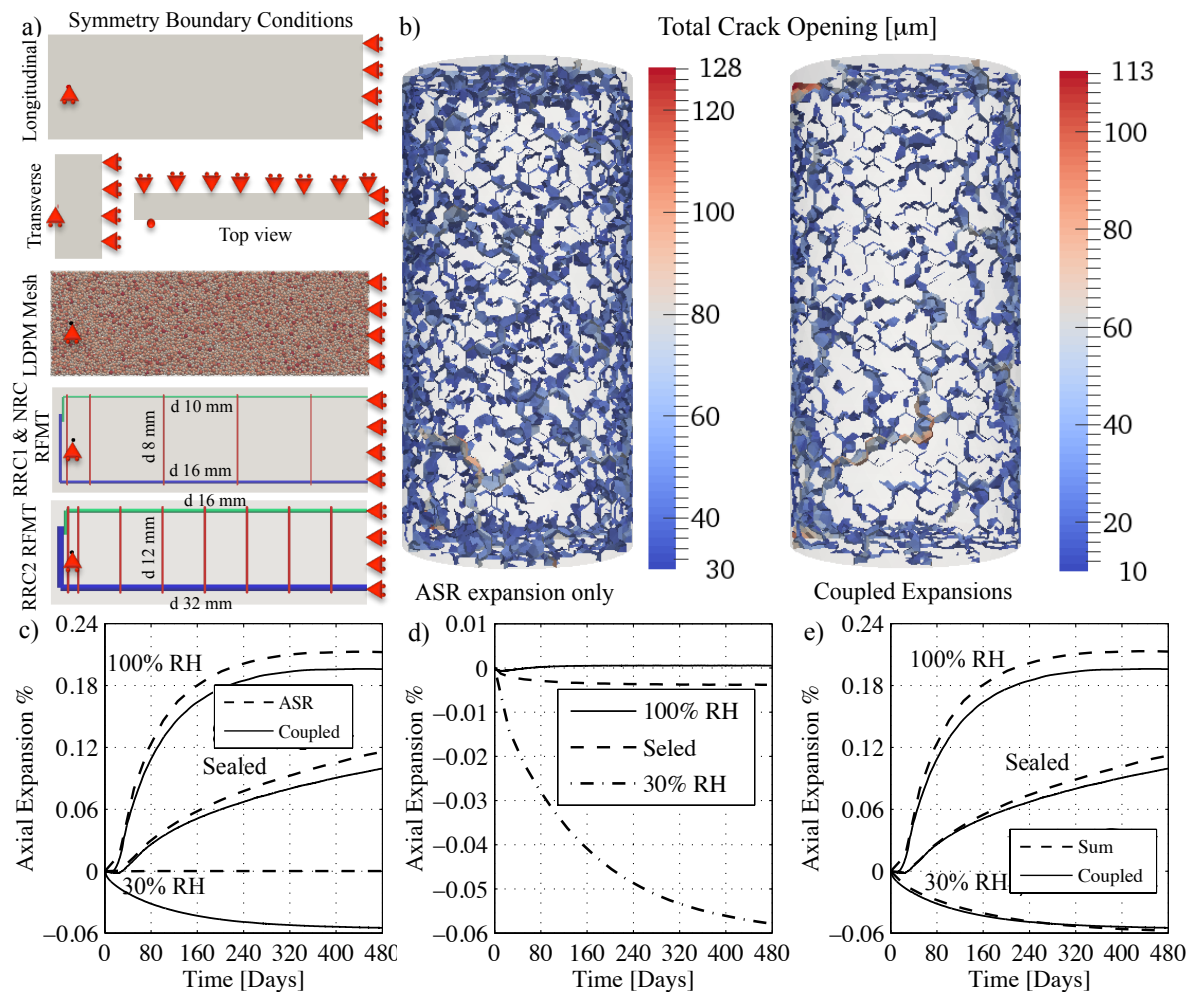 a)
Symmetry Boundary Conditions
Longitudinal
Transverse
Top view
LDPM Mesh
RRC1 & NRC
RFMT
d 10 mm
d 8 mm
d 16 mm
RRC2 RFMT
d 16 mm
d 12 mm
d 32 mm
b)
Total Crack Opening [μm]
128
120
100
80
60
40
30
ASR expansion only
113
100
80
60
40
20
10
Coupled Expansions
c)
0.24
0.18
0.12
0.06
0
−0.06
Axial Expansion %
100% RH
ASR
Coupled
Sealed
30% RH
0 80 160 240 320 400 480
Time [Days]
d)
0.01
0
−0.01
−0.02
−0.03
−0.04
−0.05
−0.06
Axial Expansion %
100% RH
Seled
30% RH
0 80 160 240 320 400 480
Time [Days]
e)
0.24
0.18
0.12
0.06
0
−0.06
Axial Expansion %
100% RH
Sealed
Sum
Coupled
30% RH
0 80 160 240 320 400 480
Time [Days]